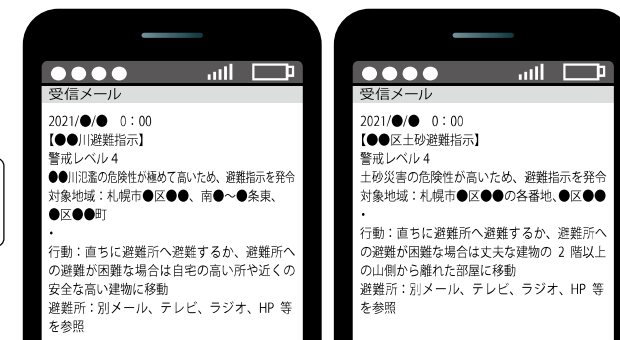 受信メール
2021/●/● 0：00
【●●川避難指示】
警戒レベル 4
●●川氾濫の危険性が極めて高いため、避難指示を発令
対象地域：札幌市●区●●、南●～●条東、
●区●●町
・
行動：直ちに避難所へ避難するか、避難所へ
の避難が困難な場合は自宅の高い所や近くの
安全な高い建物に移動
避難所：別メール、テレビ、ラジオ、HP 等
を参照
受信メール
2021/●/● 0：00
【●●区土砂避難指示】
警戒レベル 4
土砂災害の危険性が高いため、避難指示を発令
対象地域：札幌市●区●●の各番地、●区●●
・
行動：直ちに避難所へ避難するか、避難所へ
の避難が困難な場合は丈夫な建物の 2 階以上
の山側から離れた部屋に移動
避難所：別メール、テレビ、ラジオ、HP 等
を参照